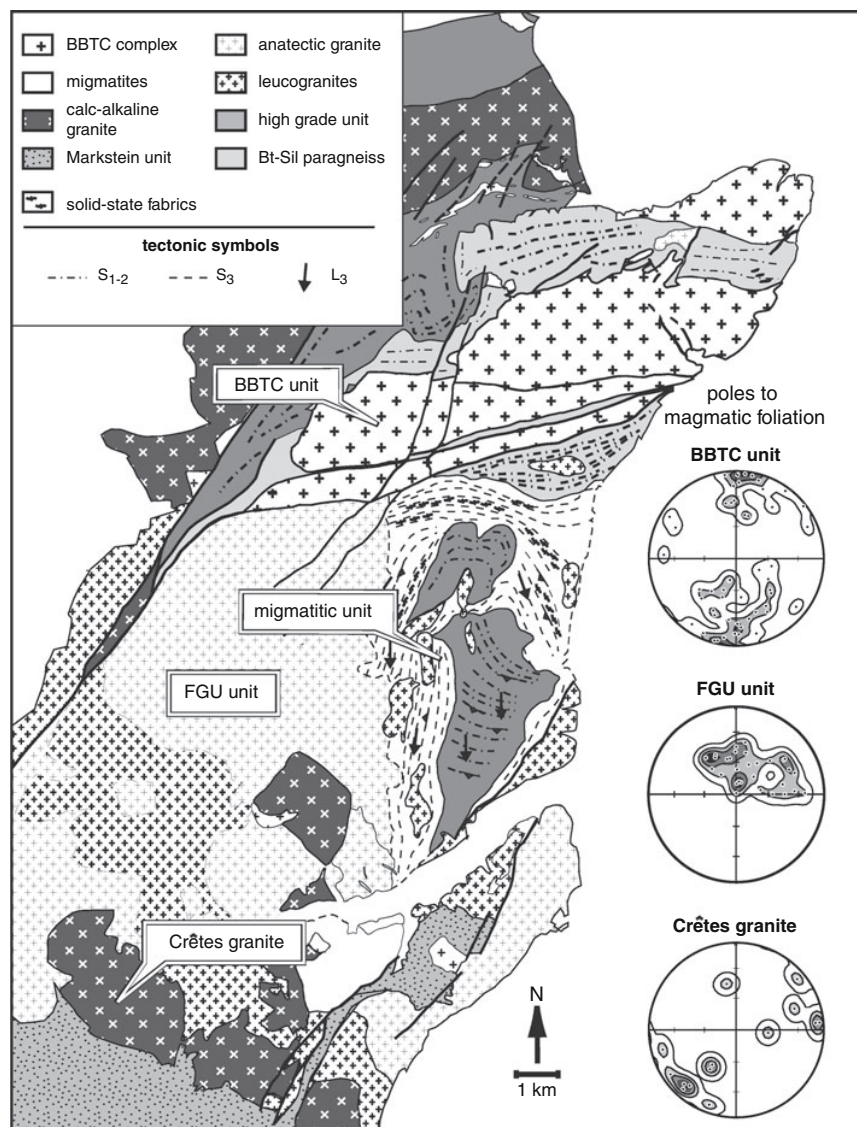 BBTC complex
migmatites
calc-alkaline
granite
Markstein unit
solid-state fabrics
anatectic granite
leucogranites
high grade unit
Bt-Sil paragneiss
tectonic symbols
S1-2
S3
L3
BBTC unit
migmatitic unit
FGU unit
Crêtes granite
N
1 km
poles to
magmatic foliation
BBTC unit
FGU unit
Crêtes granite